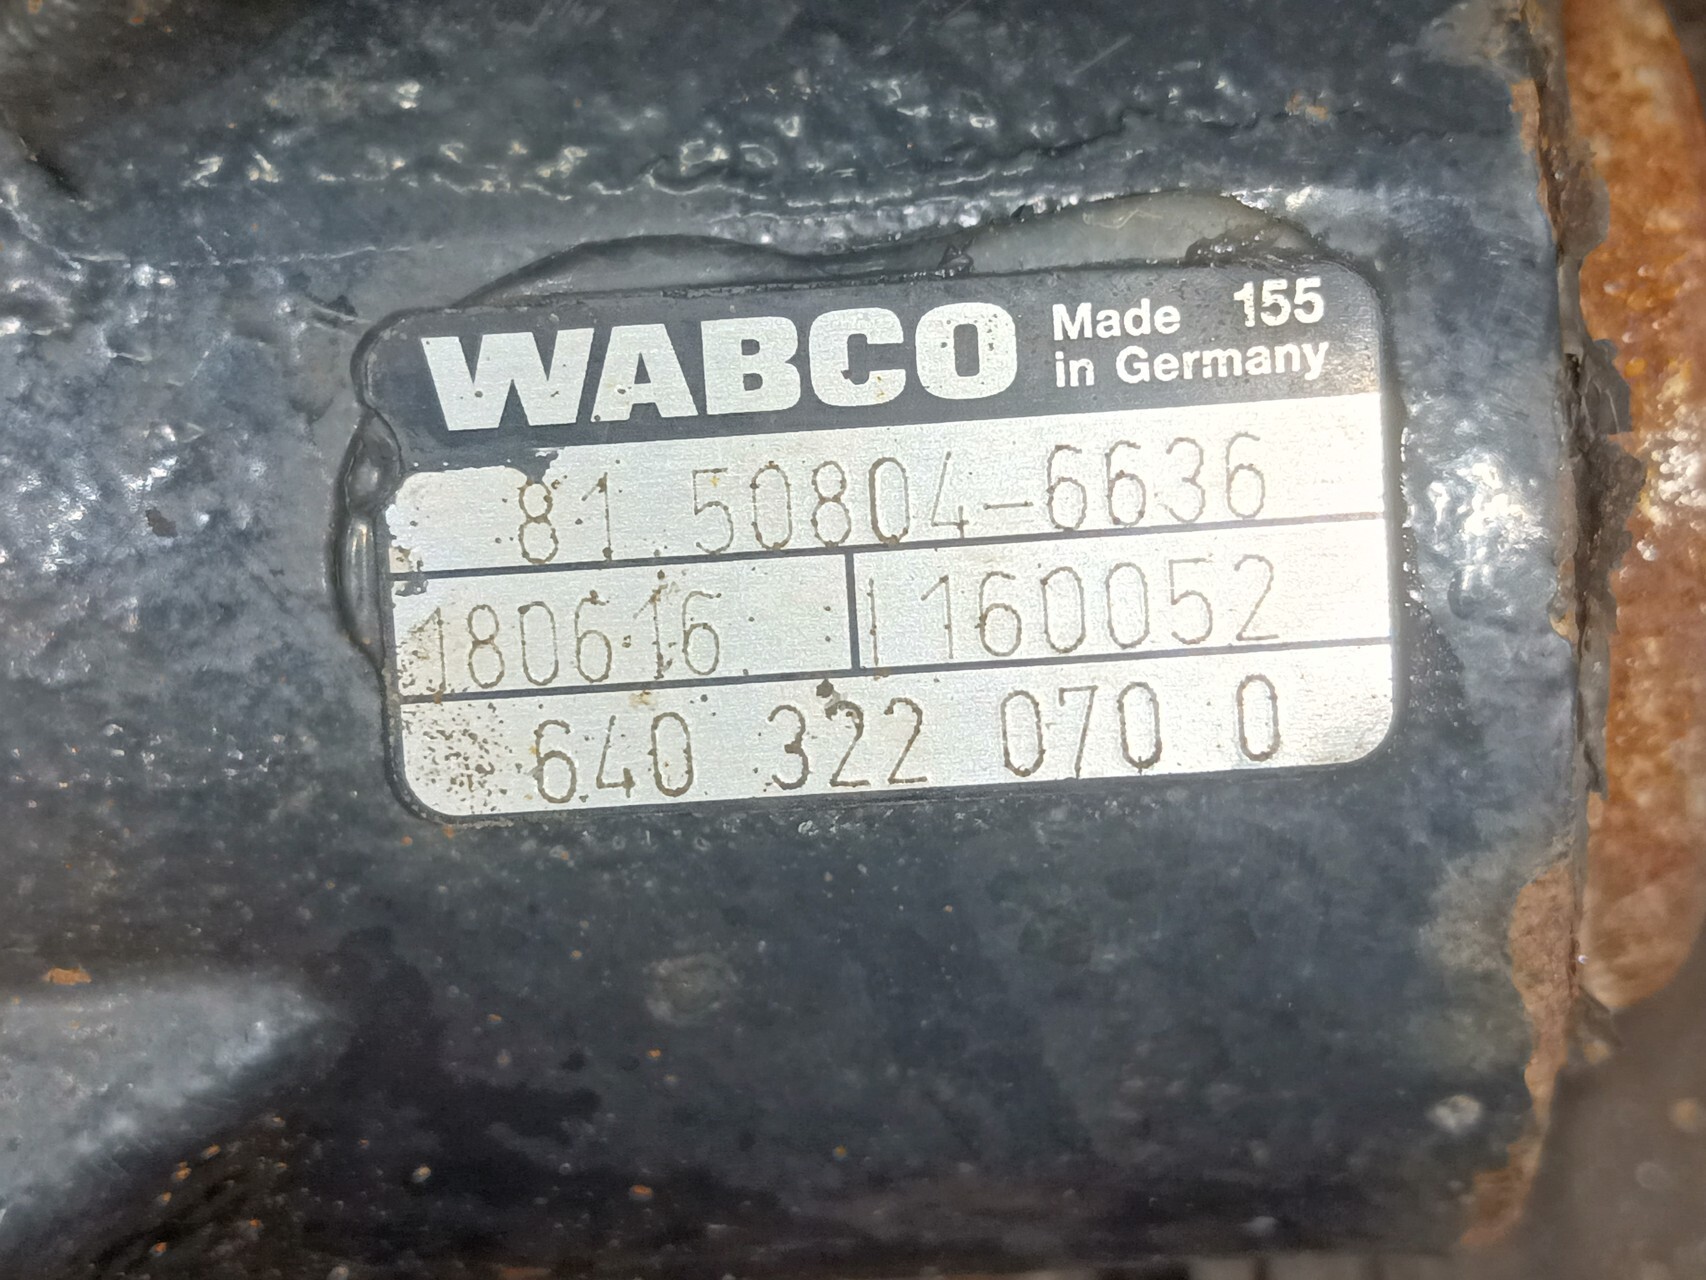 WABCO Made 155
in Germany
81 50804-6636
180616 | 160052
640 322 070 0